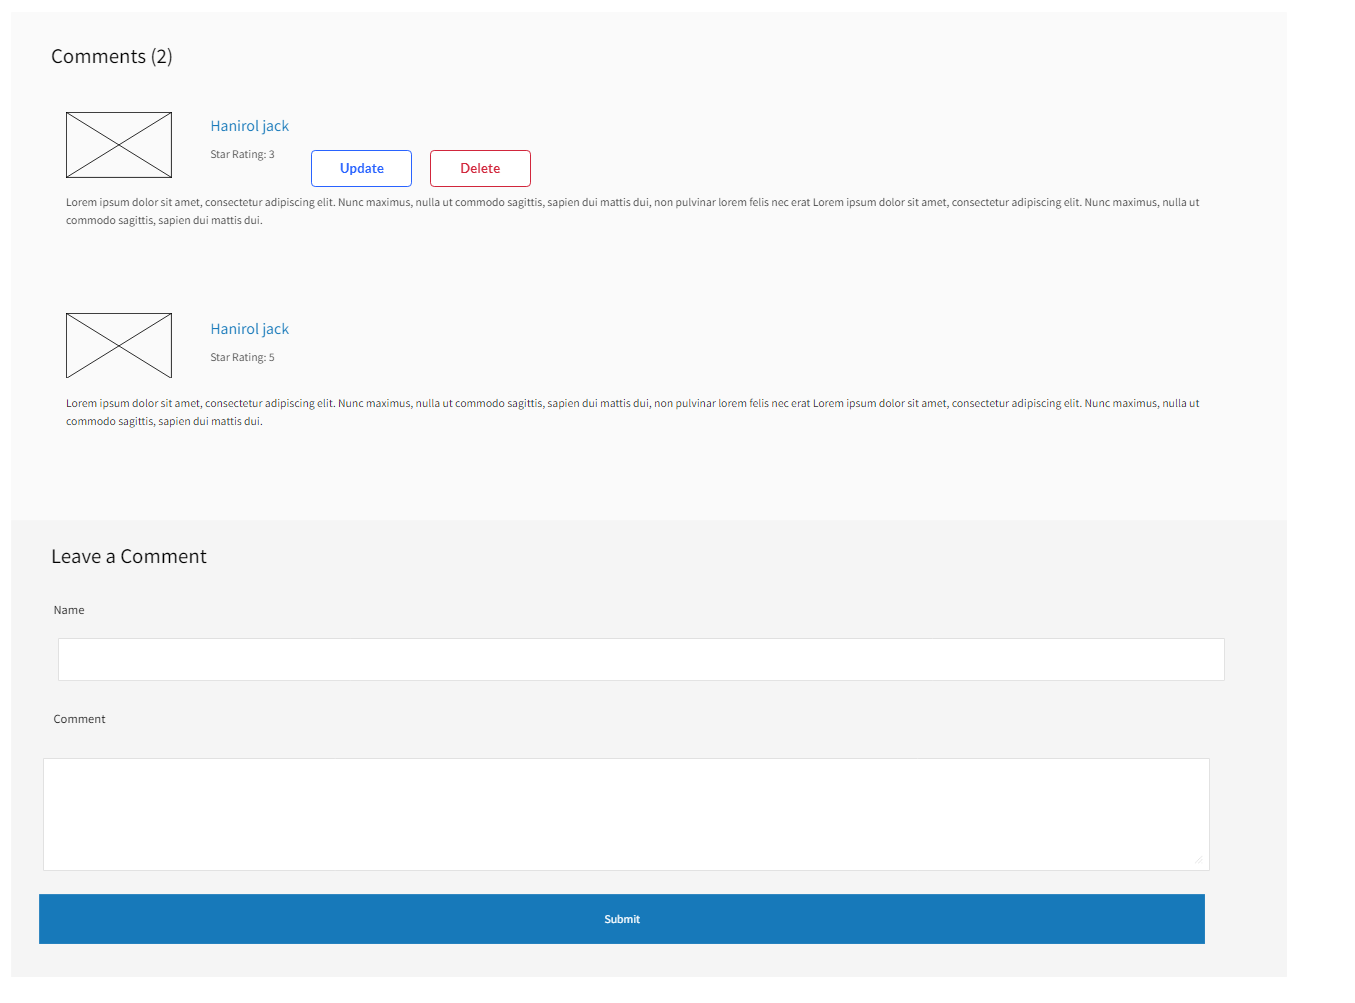 Comments (2)
Hanirol jack
Star Rating: 3
Update Delete
Lorem ipsum dolor sit amet, consectetur adipiscing elit. Nunc maximus, nulla ut commodo sagittis, sapien dui mattis dui, non pulvinar lorem felis nec erat Lorem ipsum dolor sit amet, consectetur adipiscing elit. Nunc maximus, nulla ut
commodo sagittis, sapien dui mattis dui.
Hanirol jack
Star Rating: 5
Lorem ipsum dolor sit amet, consectetur adipiscing elit. Nunc maximus, nulla ut commodo sagittis, sapien dui mattis dui, non pulvinar lorem felis nec erat Lorem ipsum dolor sit amet, consectetur adipiscing elit. Nunc maximus, nulla ut
commodo sagittis, sapien dui mattis dui.
Leave a Comment
Name
Comment
Submit